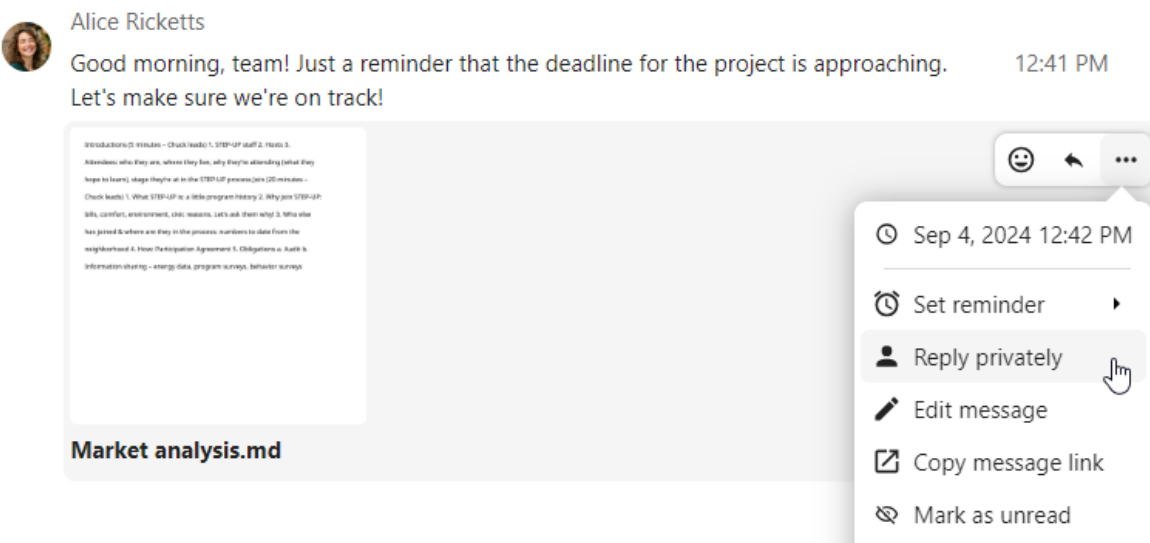 Alice Ricketts
Good morning, team! Just a reminder that the deadline for the project is approaching.
12:41 PM
Let's make sure we're on track!
Introductions (5 minutes – Chuck leads) 1. STEP-UP staff 2. Hosts 3.
Attendees: who they are, where they live, why they're attending (what they
hope to learn), stage they're at in the STEP-UP process Join (20 minutes –
Chuck leads) 1. What STEP-UP is: a little program history 2. Why join STEP-UP:
bills, comfort, environment, civic reasons. Let's ask them why! 3. Who else
has joined & where are they in the process: numbers to date from the
neighborhood 4. How: Participation Agreement 5. Obligations a. Audit b.
Information sharing – energy data, program surveys, behavior surveys
Market analysis.md
Sep 4, 2024 12:42 PM
Set reminder
Reply privately
Edit message
Copy message link
Mark as unread